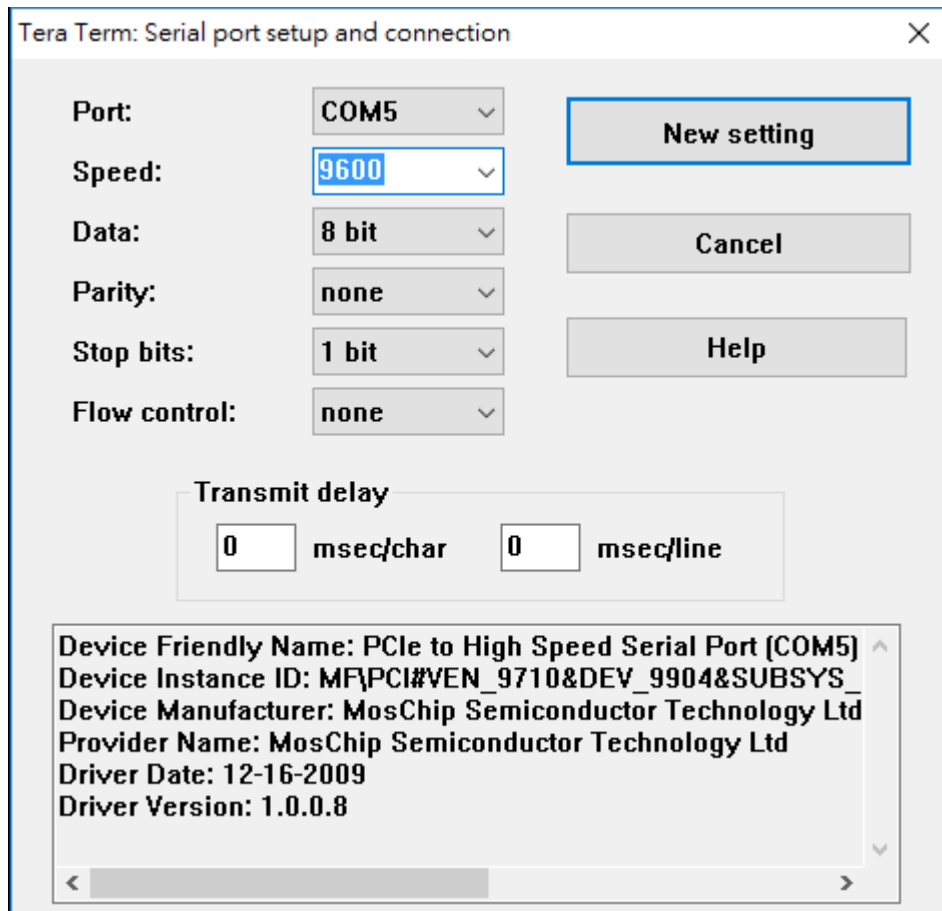 Tera Term: Serial port setup and connection
Port: COM5
New setting
Speed: 9600
Data: 8 bit
Cancel
Parity: none
Stop bits: 1 bit
Help
Flow control: none
Transmit delay
0 msec/char 0 msec/line
Device Friendly Name: PCIe to High Speed Serial Port (COM5)
Device Instance ID: MF\PCI#VEN_9710&DEV_9904&SUBSYS_
Device Manufacturer: MosChip Semiconductor Technology Ltd
Provider Name: MosChip Semiconductor Technology Ltd
Driver Date: 12-16-2009
Driver Version: 1.0.0.8